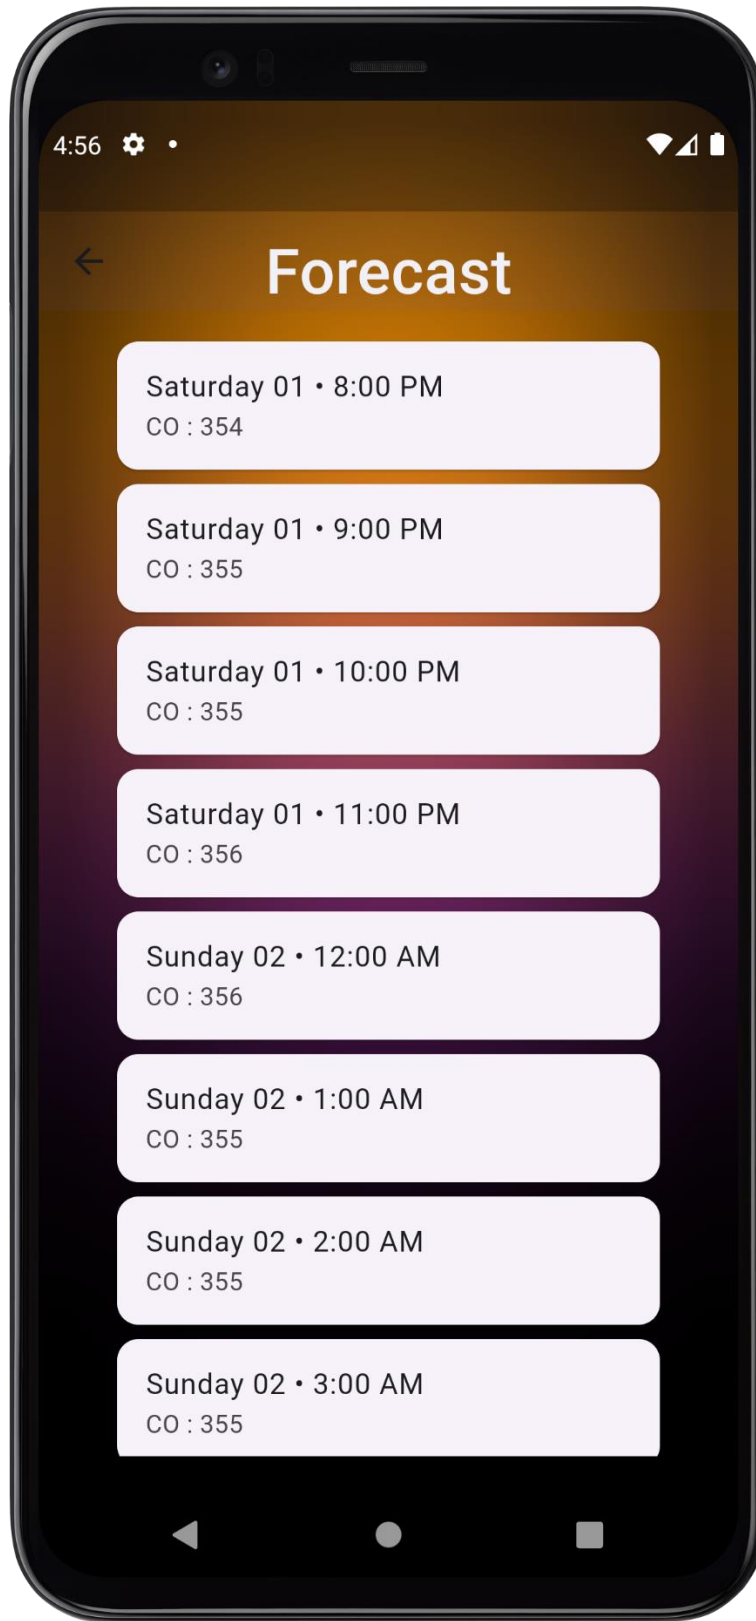 4:56
Forecast
Saturday 01 • 8:00 PM
CO : 354
Saturday 01 • 9:00 PM
CO : 355
Saturday 01 • 10:00 PM
CO : 355
Saturday 01 • 11:00 PM
CO : 356
Sunday 02 • 12:00 AM
CO : 356
Sunday 02 • 1:00 AM
CO : 355
Sunday 02 • 2:00 AM
CO : 355
Sunday 02 • 3:00 AM
CO : 355